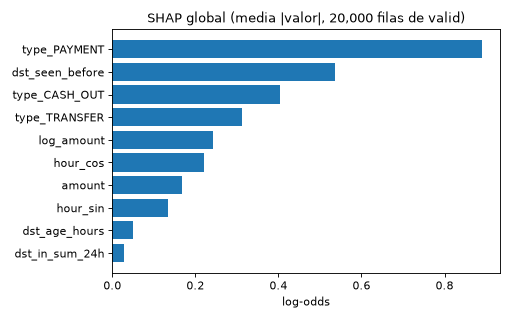 SHAP global (media |valor|, 20,000 filas de valid)
type_PAYMENT
dst_seen_before
type_CASH_OUT
type_TRANSFER
log_amount
hour_cos
amount
hour_sin
dst_age_hours
dst_in_sum_24h
0.0 0.2 0.4 0.6 0.8
log-odds